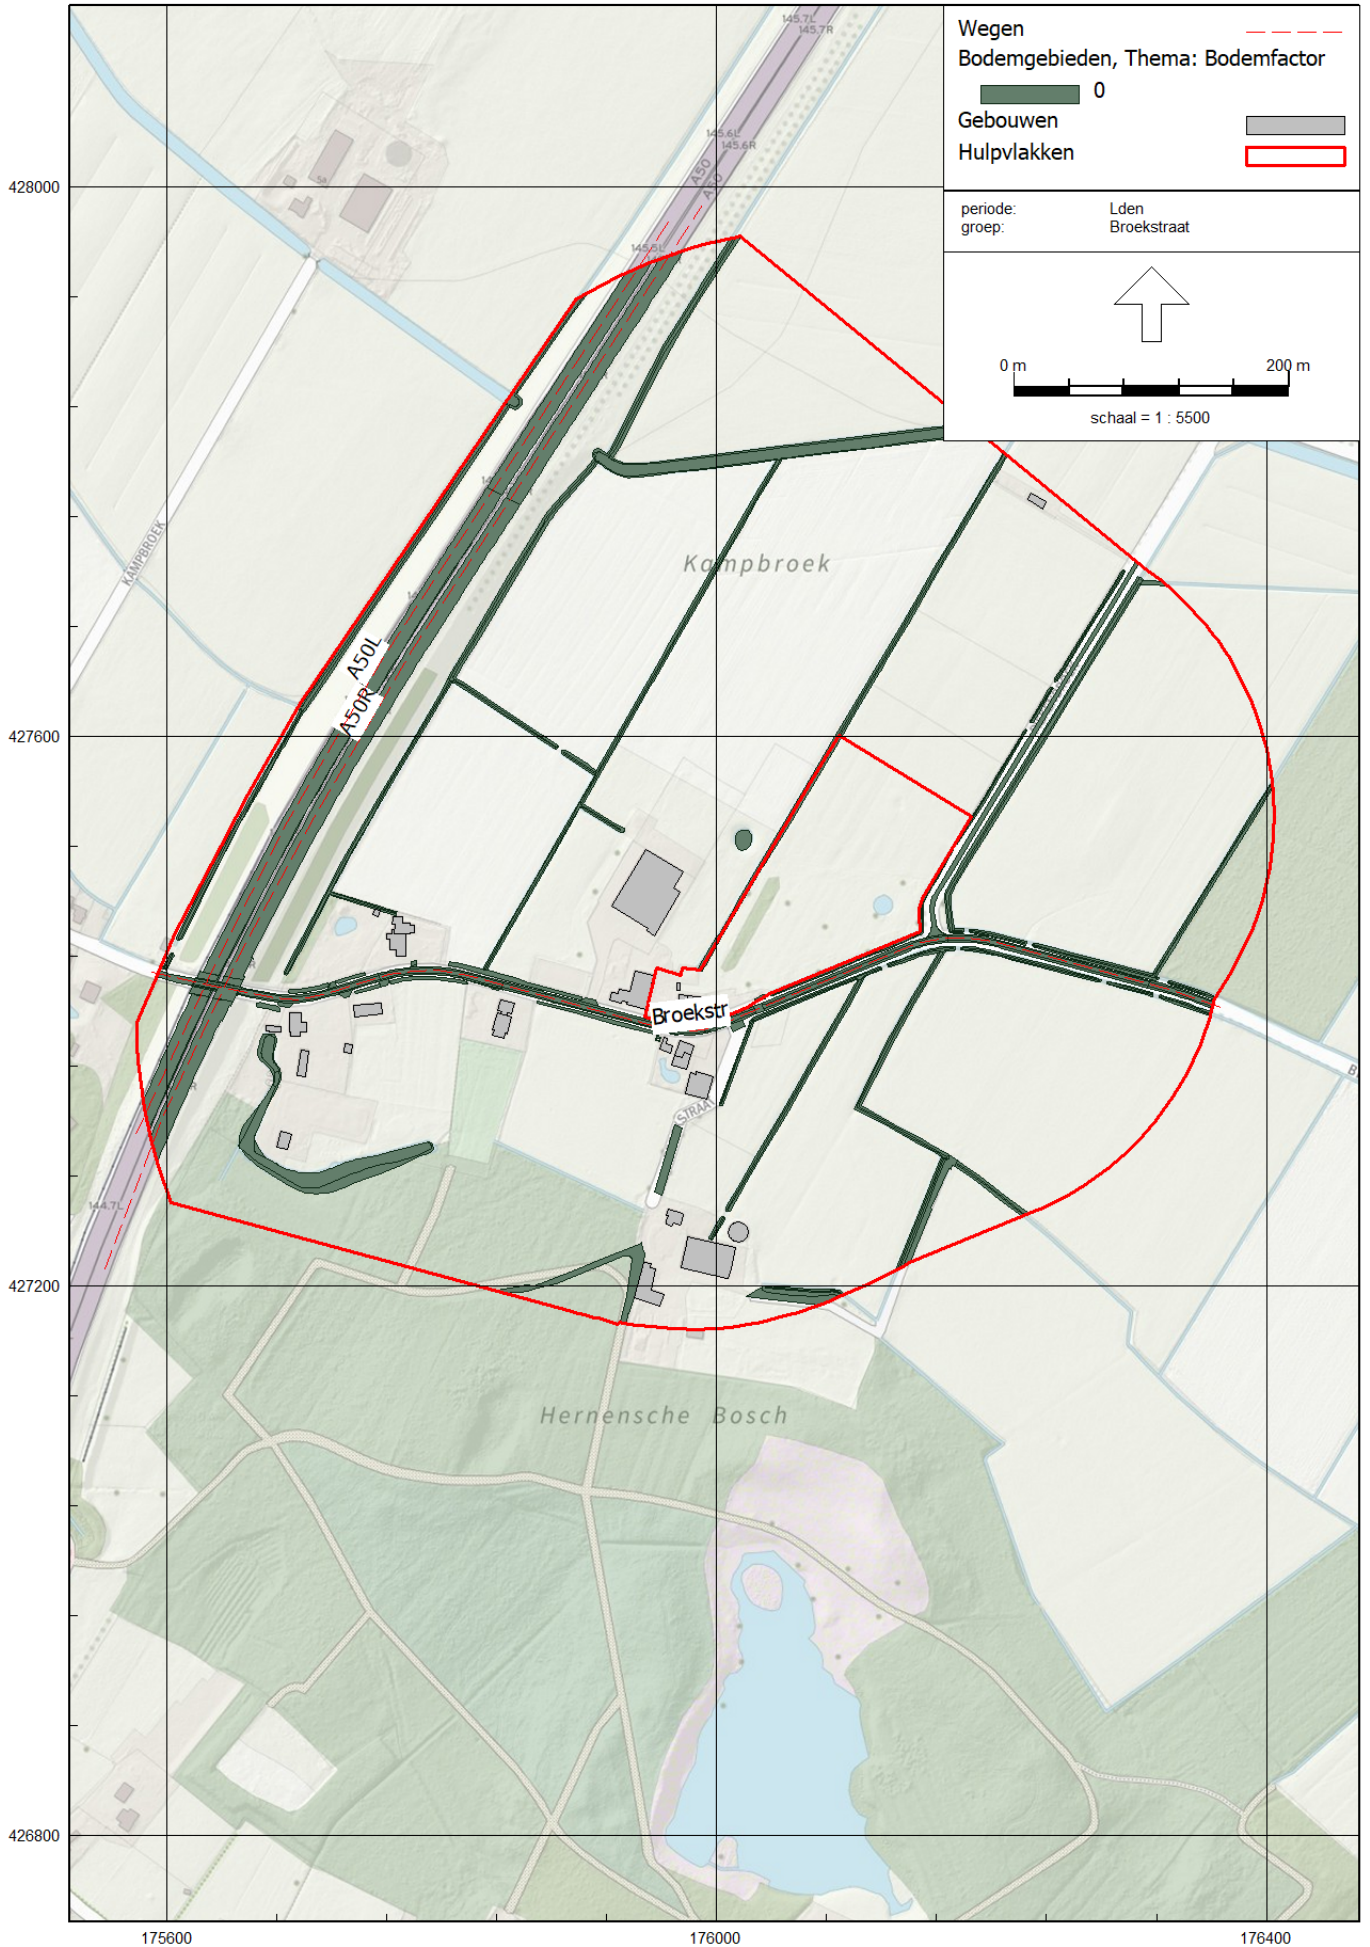 Wegen
Bodemgebieden, Thema: Bodemfactor
0
Gebouwen
Hulpvlakken
periode: Lden
groep: Broekstraat
0 m 200 m
schaal = 1 : 5500
145.7L
145.7R
145.6L
145.6R
A50
A50
5a
428000
145.5L
KAMPBROEK
Kampbroek
A50L
A50R
427600
Broekstr
STRAAT
144.7L
427200
Hernensche Bosch
426800
175600 176000 176400